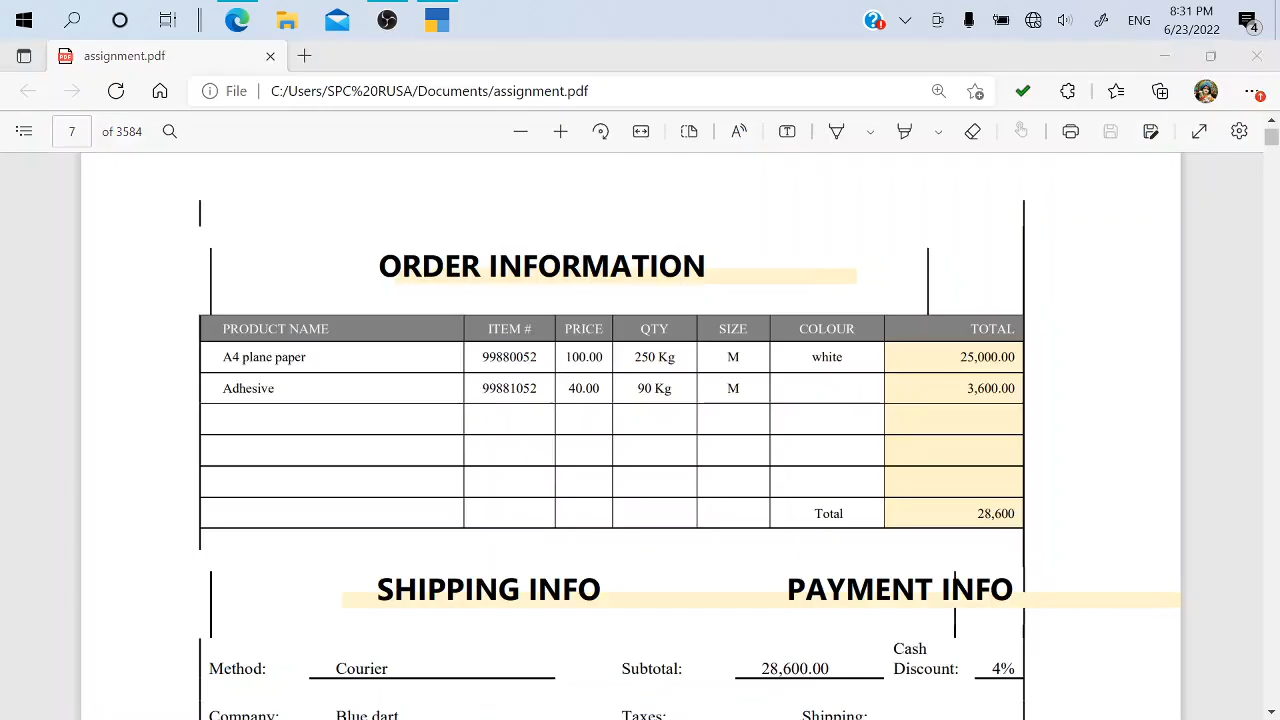 ENG
8:31 PM
6/23/2022
4
assignment.pdf
File
C:/Users/SPC%20RUSA/Documents/assignment.pdf
7 of 3584
ORDER INFORMATION
PRODUCT NAME ITEM # PRICE QTY SIZE COLOUR TOTAL
A4 plane paper 99880052 100.00 250 Kg M white 25,000.00
Adhesive 99881052 40.00 90 Kg M 3,600.00
Total 28,600
SHIPPING INFO PAYMENT INFO
Method: Courier Subtotal: 28,600.00 Cash Discount: 4%
Company: Blue dart Taxes: Shipping: